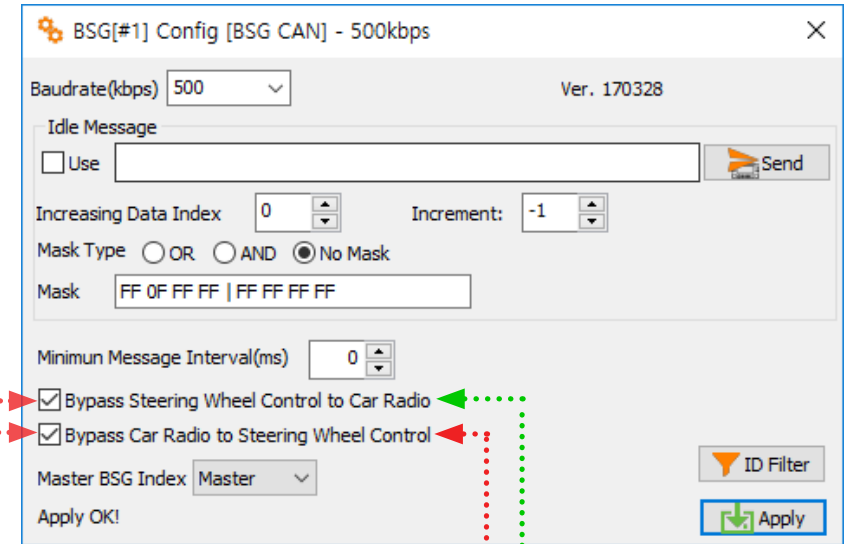 BSG[#1] Config [BSG CAN] - 500kbps
Baudrate(kbps) 500 Ver. 170328
Idle Message
Use Send
Increasing Data Index 0 Increment: -1
Mask Type OR AND No Mask
Mask FF 0F FF FF | FF FF FF FF
Minimun Message Interval(ms) 0
Bypass Steering Wheel Control to Car Radio
Bypass Car Radio to Steering Wheel Control
ID Filter
Master BSG Index Master
Apply OK! Apply